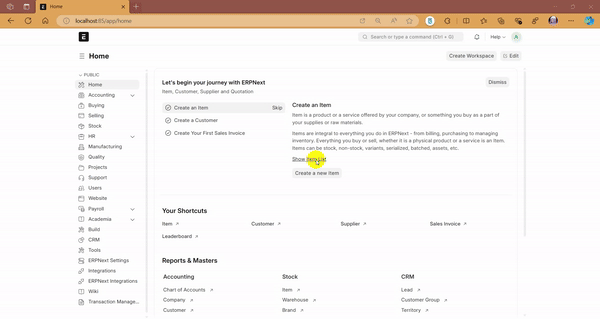 Home
localhost:85/app/home
E
Search or type a command (Ctrl + G)
Help
A
Home
Create Workspace
Edit
PUBLIC
Home
Accounting
Buying
Selling
Stock
HR
Manufacturing
Quality
Projects
Support
Users
Website
Payroll
Academia
Build
CRM
Tools
ERPNext Settings
Integrations
ERPNext Integrations
Wiki
Transaction Manage...
Let's begin your journey with ERPNext
Dismiss
Item, Customer, Supplier and Quotation
Create an Item
Skip
Create a Customer
Create Your First Sales Invoice
Create an Item
Item is a product or a service offered by your company, or something you buy as a part of your supplies or raw materials.
Items are integral to everything you do in ERPNext - from billing, purchasing to managing inventory. Everything you buy or sell, whether it is a physical product or a service is an Item. Items can be stock, non-stock, variants, serialized, batched, assets, etc.
Show Item List
Create a new Item
Your Shortcuts
Item
Customer
Supplier
Sales Invoice
Leaderboard
Reports & Masters
Accounting
Stock
CRM
Chart of Accounts
Item
Lead
Company
Warehouse
Customer Group
Customer
Brand
Territory